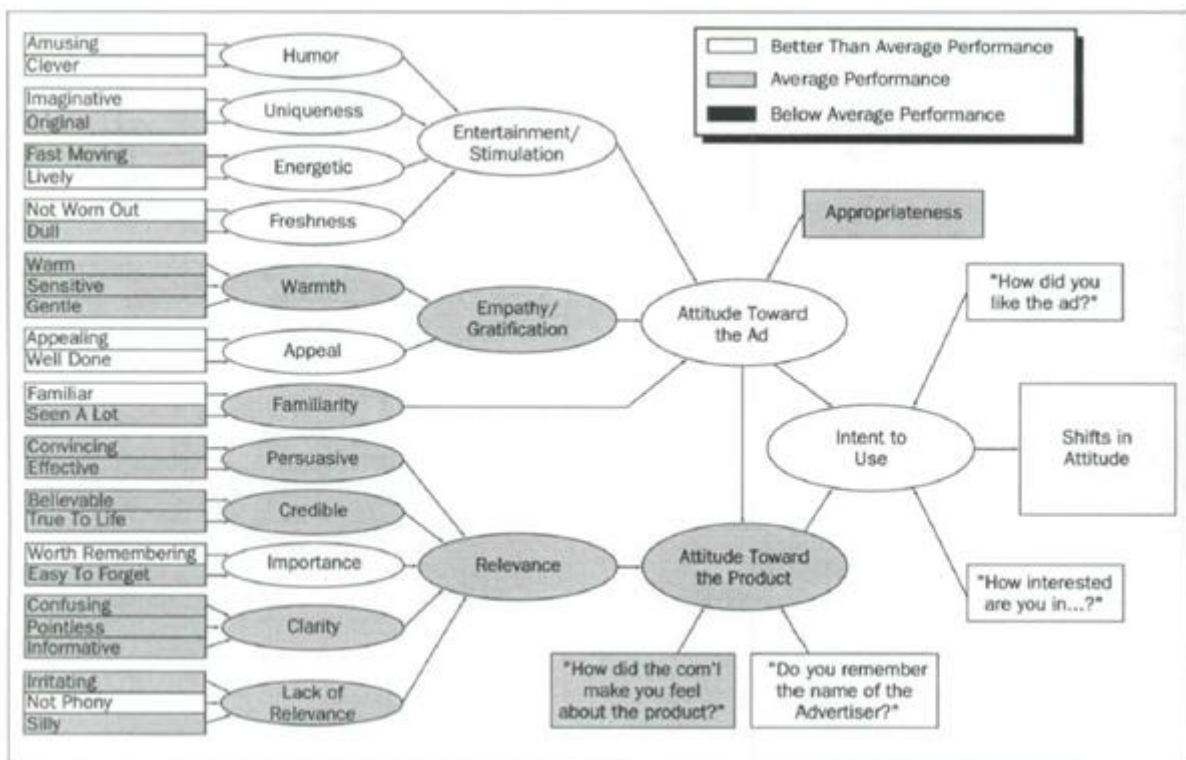 Amusing
Clever
Imaginative
Original
Fast Moving
Lively
Not Worn Out
Dull
Warm
Sensitive
Gentle
Appealing
Well Done
Familiar
Seen A Lot
Convincing
Effective
Believable
True To Life
Worth Remembering
Easy To Forget
Confusing
Pointless
Informative
Irritating
Not Phony
Silly
Humor
Uniqueness
Energetic
Freshness
Warmth
Appeal
Familiarity
Persuasive
Credible
Importance
Clarity
Lack of
Relevance
Entertainment/
Stimulation
Empathy/
Gratification
Relevance
Better Than Average Performance
Average Performance
Below Average Performance
Appropriateness
Attitude Toward
the Ad
Attitude Toward
the Product
"How did the com'l
make you feel
about the product?"
"Do you remember
the name of the
Advertiser?"
"How did you
like the ad?"
Intent to
Use
Shifts in
Attitude
"How interested
are you in...?"